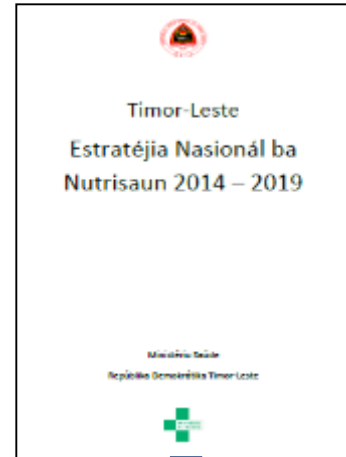 Timor-Leste
Estratéjia Nasionál ba
Nutrisaun 2014 – 2019
Ministériu Saúde
Repúblika Demokrátika Timor-Leste